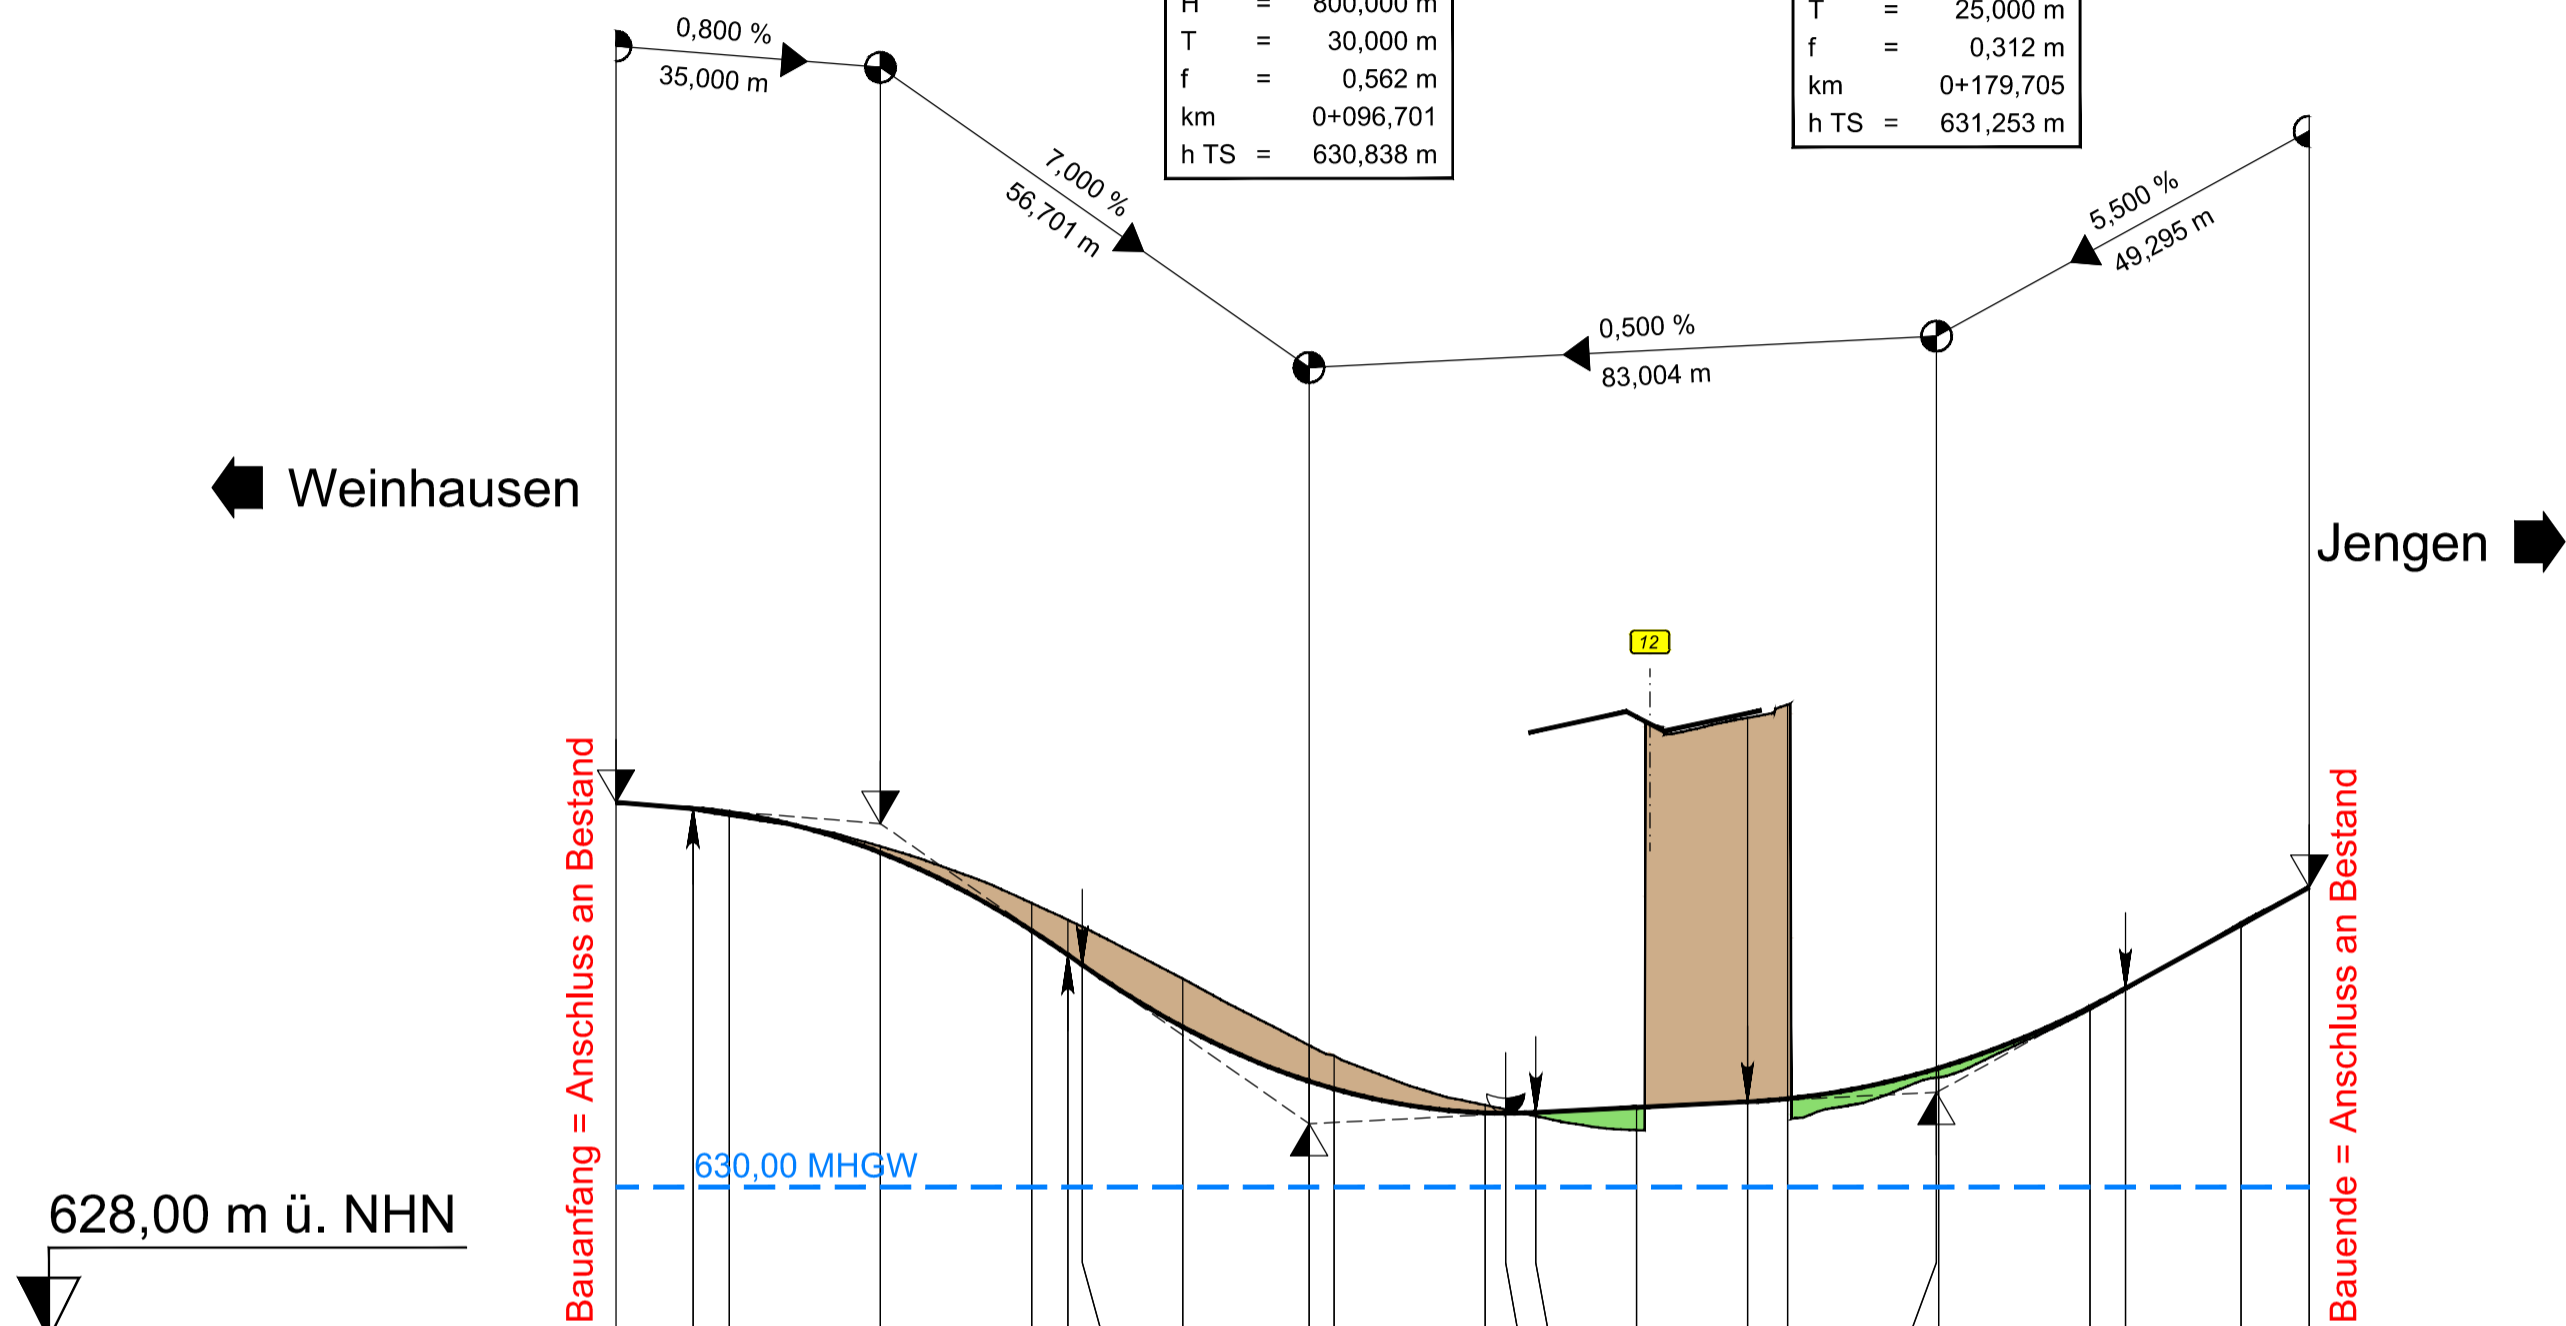 H = 800,000 m
T = 30,000 m
f = 0,562 m
km 0+096,701
h TS = 630,838 m
T = 25,000 m
f = 0,312 m
km 0+179,705
h TS = 631,253 m
0,800 %
35,000 m
7,000 %
56,701 m
0,500 %
83,004 m
5,500 %
49,295 m
Weinhausen
Jengen
12
Bauanfang = Anschluss an Bestand
Bauende = Anschluss an Bestand
630,00 MHGW
628,00 m ü. NHN